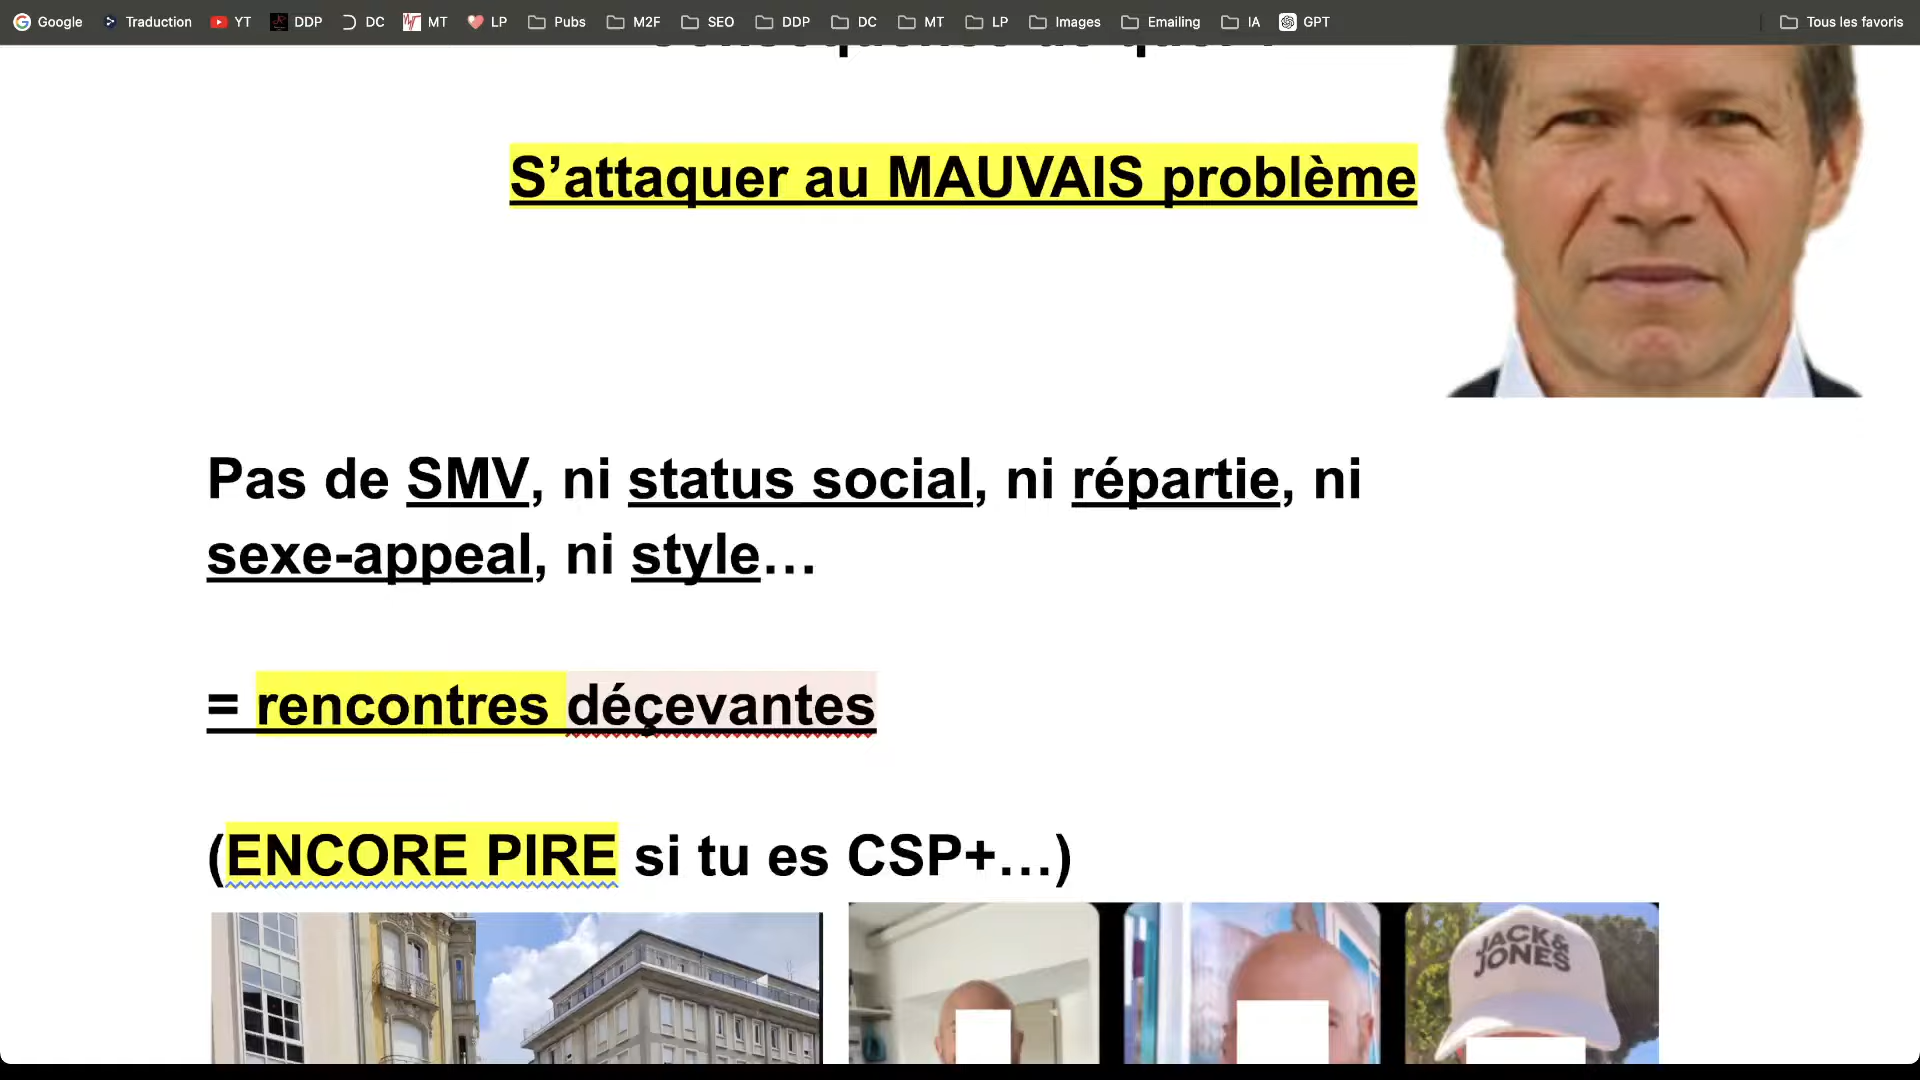 Google Traduction YT DDP DC MT LP Pubs M2F SEO DDP DC MT LP Images Emailing IA GPT Tous les favoris
S’attaquer au MAUVAIS problème
Pas de SMV, ni status social, ni répartie, ni
sexe-appeal, ni style…
= rencontres déçevantes
(ENCORE PIRE si tu es CSP+…)
JACK&
JONES